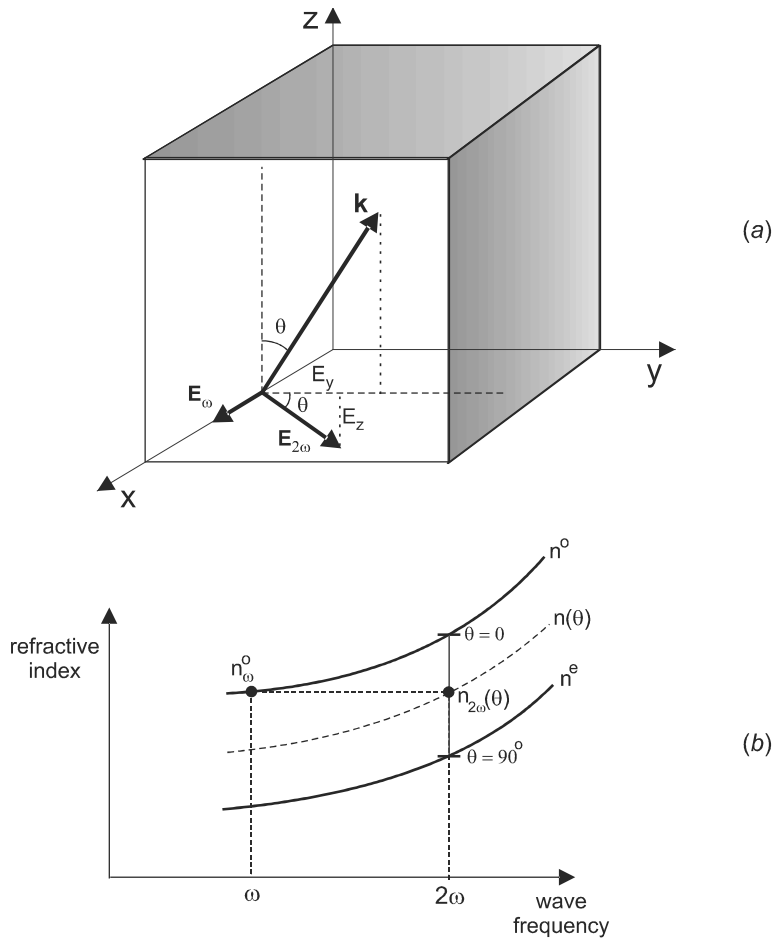 z
k
(a)
θ
E_y
y
E_ω
θ
E_z
E_2ω
x
n^o
refractive
index
n(θ)
θ = 0
n^o_ω
n^e
n_2ω(θ)
(b)
θ = 90^o
ω
2ω
wave
frequency